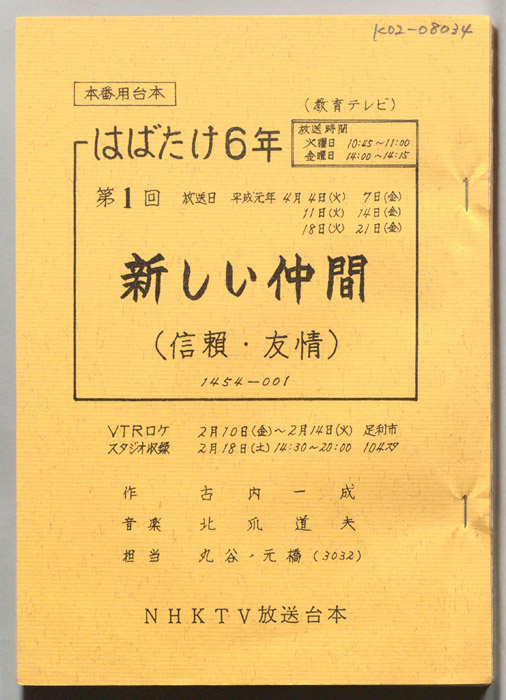 K02-08034
本番用台本
(教育テレビ)
はばたけ6年
放送時間
火曜日 10:45～11:00
金曜日 14:00～14:15
第1回 放送日 平成元年 4月4日(火) 7日(金)
11日(火) 14日(金)
18日(火) 21日(金)
新しい仲間
(信頼・友情)
1454-001
VTRロケ 2月10日(金)～2月14日(火) 足利市
スタジオ収録 2月18日(土) 14:30～20:00 104スタ
作 古内一成
音楽 北爪道夫
担当 丸谷・元橋(3032)
NHKTV放送台本